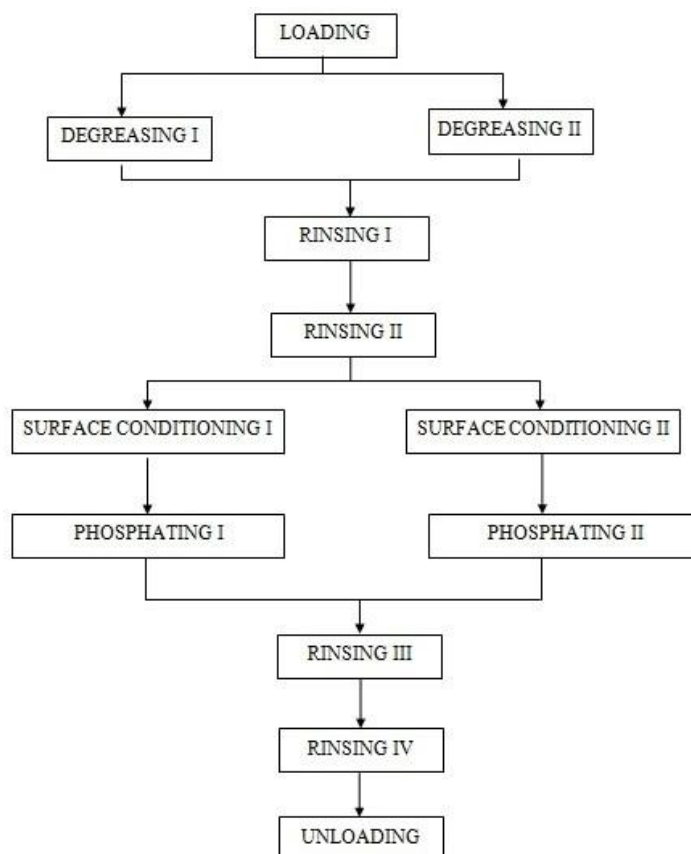 LOADING
DEGREASING I
DEGREASING II
RINSING I
RINSING II
SURFACE CONDITIONING I
SURFACE CONDITIONING II
PHOSPHATING I
PHOSPHATING II
RINSING III
RINSING IV
UNLOADING